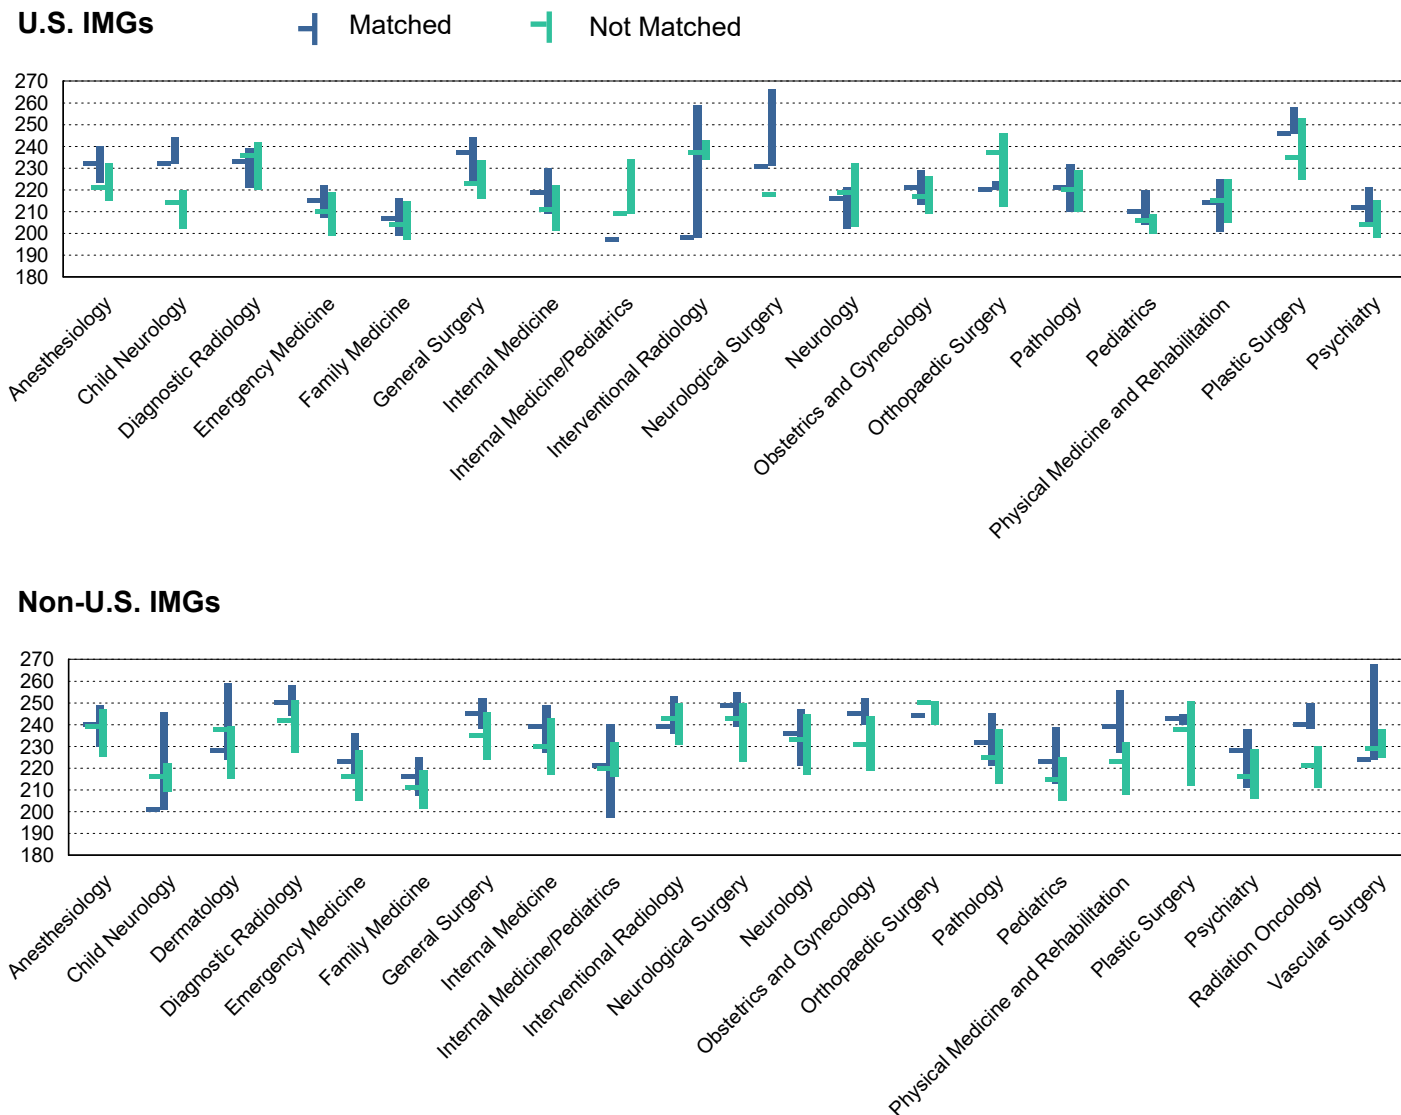 U.S. IMGs
Matched
Not Matched
270
260
250
240
230
220
210
200
190
180
Anesthesiology
Child Neurology
Diagnostic Radiology
Emergency Medicine
Family Medicine
General Surgery
Internal Medicine
Internal Medicine/Pediatrics
Interventional Radiology
Neurological Surgery
Neurology
Obstetrics and Gynecology
Orthopaedic Surgery
Pathology
Pediatrics
Physical Medicine and Rehabilitation
Plastic Surgery
Psychiatry
Non-U.S. IMGs
270
260
250
240
230
220
210
200
190
180
Anesthesiology
Child Neurology
Dermatology
Diagnostic Radiology
Emergency Medicine
Family Medicine
General Surgery
Internal Medicine
Internal Medicine/Pediatrics
Interventional Radiology
Neurological Surgery
Neurology
Obstetrics and Gynecology
Orthopaedic Surgery
Pathology
Pediatrics
Physical Medicine and Rehabilitation
Plastic Surgery
Psychiatry
Radiation Oncology
Vascular Surgery